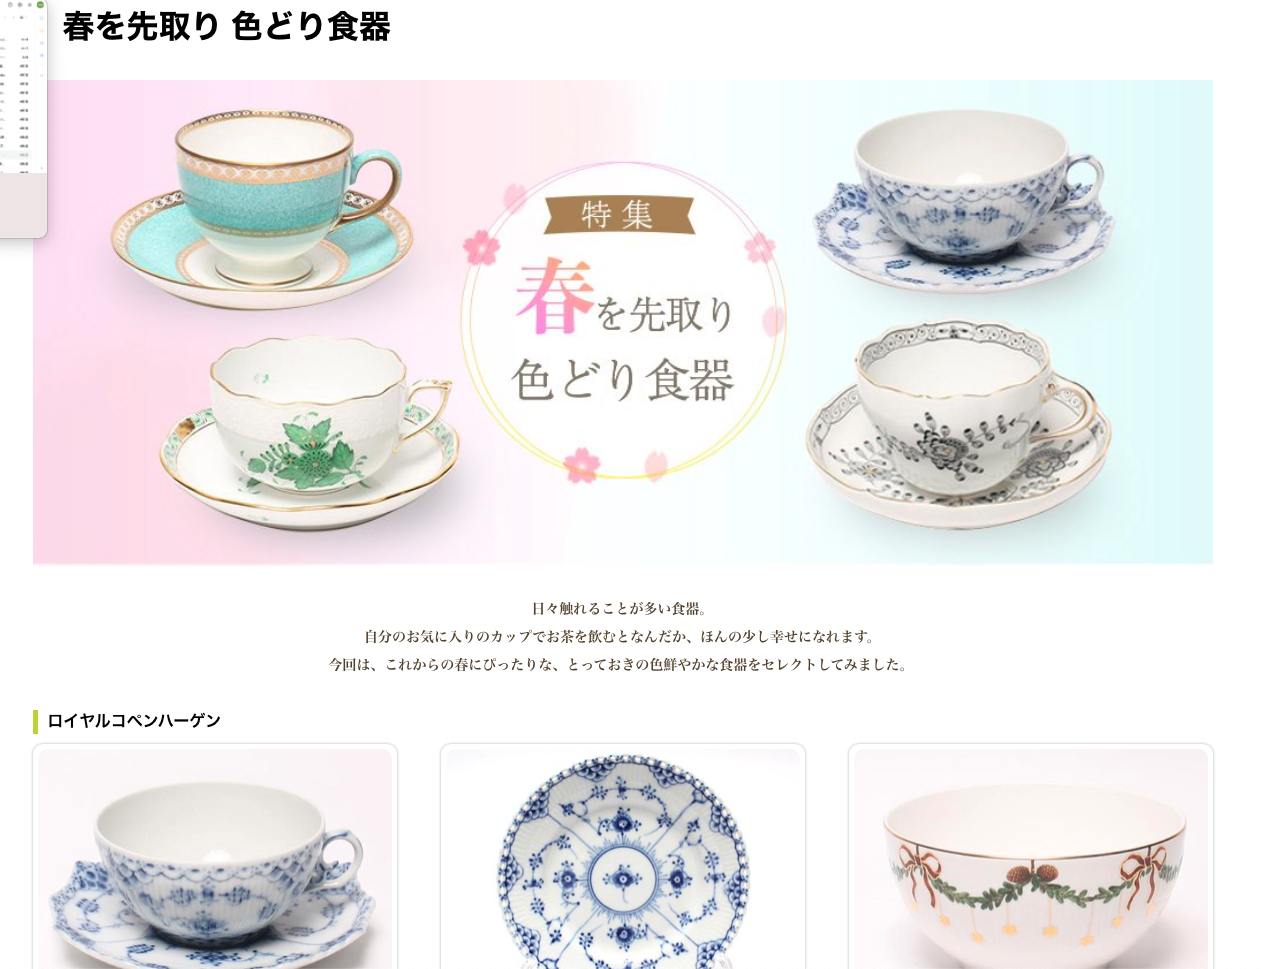 春を先取り 色どり食器
特集
春を先取り
色どり食器
日々触れることが多い食器。
自分のお気に入りのカップでお茶を飲むとなんだか、ほんの少し幸せになれます。
今回は、これからの春にぴったりな、とっておきの色鮮やかな食器をセレクトしてみました。
ロイヤルコペンハーゲン